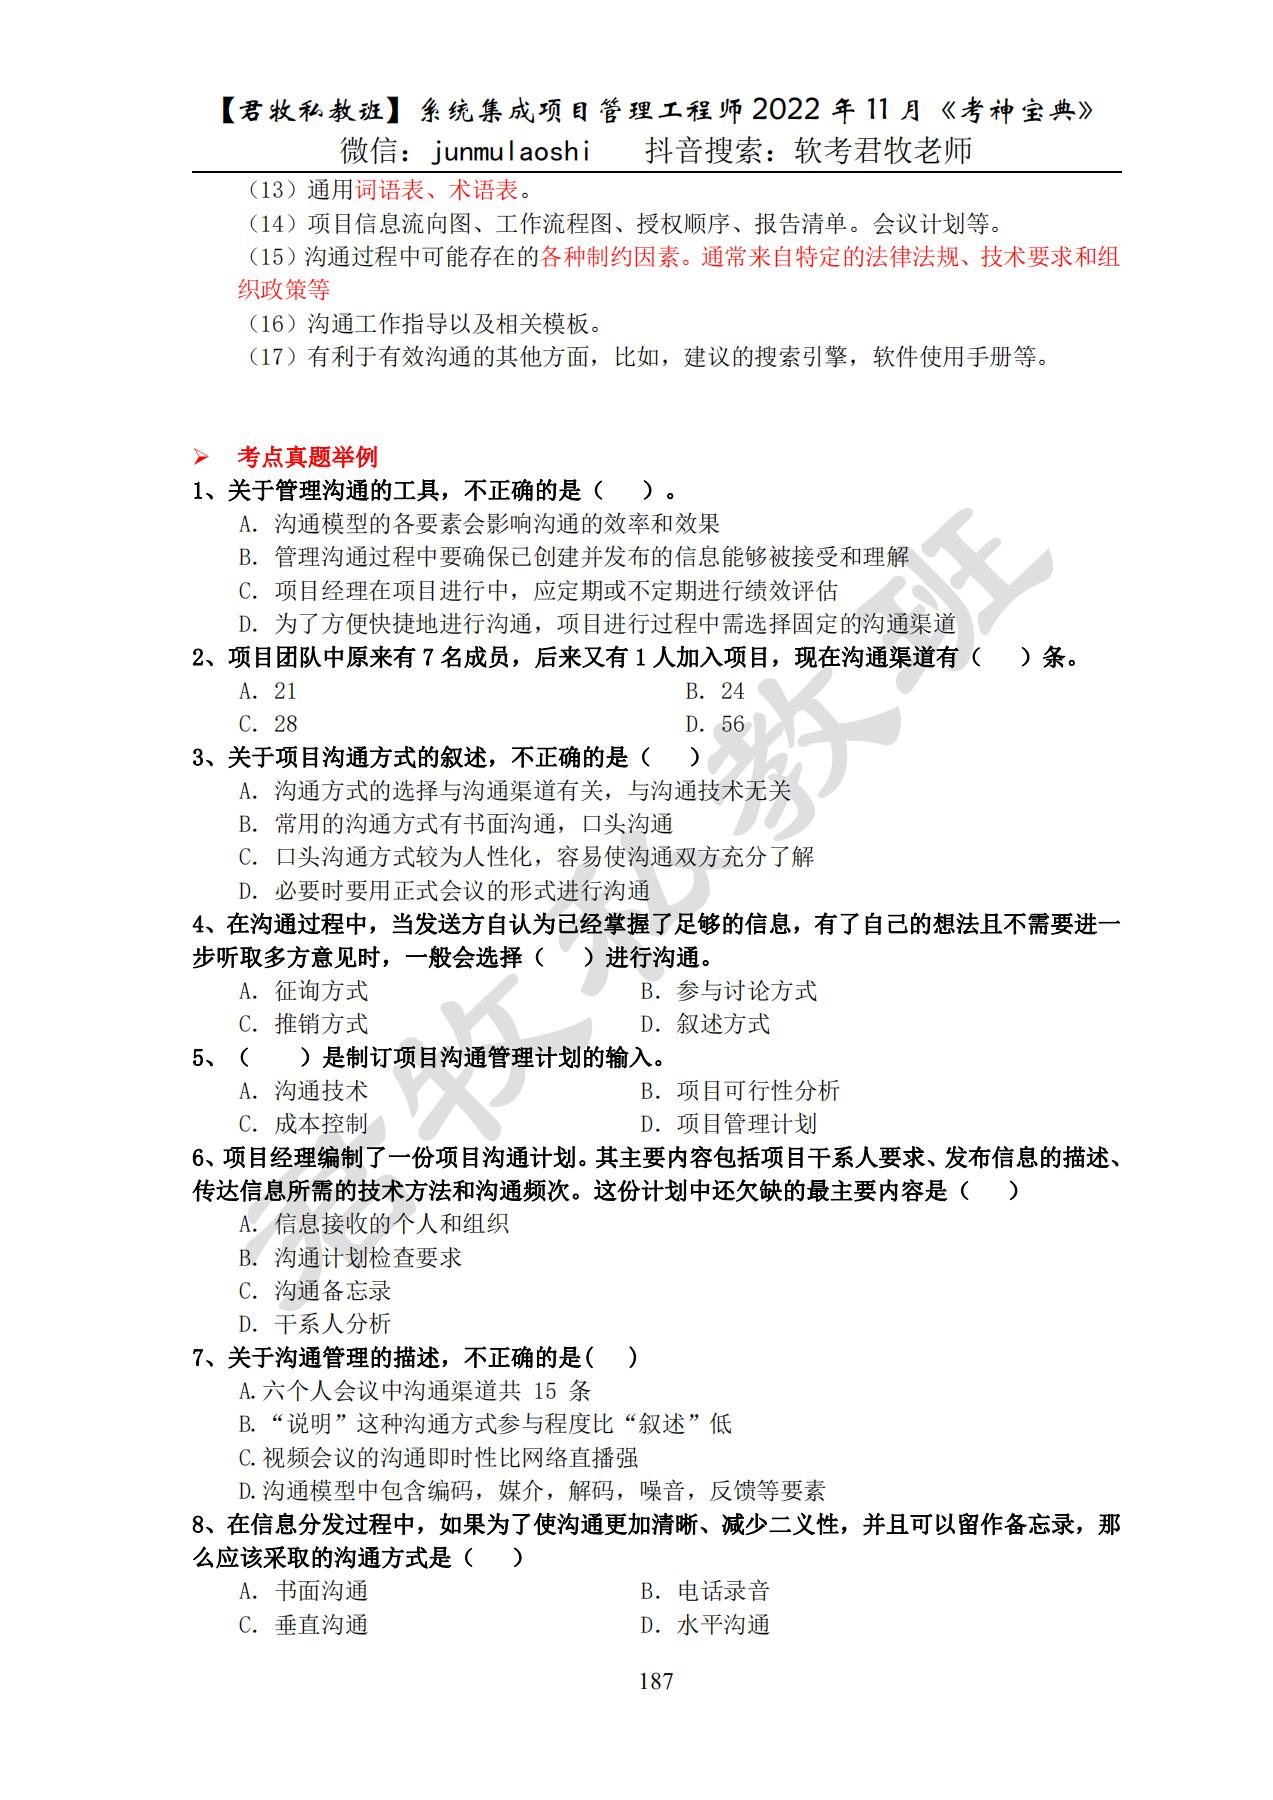 【君牧私教班】系统集成项目管理工程师 2022 年 11 月《考神宝典》
微信：junmulaoshi 抖音搜索：软考君牧老师
（13）通用词语表、术语表。
（14）项目信息流向图、工作流程图、授权顺序、报告清单。会议计划等。
（15）沟通过程中可能存在的各种制约因素。通常来自特定的法律法规、技术要求和组
织政策等
（16）沟通工作指导以及相关模板。
（17）有利于有效沟通的其他方面，比如，建议的搜索引擎，软件使用手册等。
➢ 考点真题举例
1、关于管理沟通的工具，不正确的是（ ）。
A. 沟通模型的各要素会影响沟通的效率和效果
B. 管理沟通过程中要确保已创建并发布的信息能够被接受和理解
C. 项目经理在项目进行中，应定期或不定期进行绩效评估
D. 为了方便快捷地进行沟通，项目进行过程中需选择固定的沟通渠道
2、项目团队中原来有 7 名成员，后来又有 1 人加入项目，现在沟通渠道有（ ）条。
A. 21 B. 24
C. 28 D. 56
3、关于项目沟通方式的叙述，不正确的是（ ）
A. 沟通方式的选择与沟通渠道有关，与沟通技术无关
B. 常用的沟通方式有书面沟通，口头沟通
C. 口头沟通方式较为人性化，容易使沟通双方充分了解
D. 必要时要用正式会议的形式进行沟通
4、在沟通过程中，当发送方自认为已经掌握了足够的信息，有了自己的想法且不需要进一
步听取多方意见时，一般会选择（ ）进行沟通。
A. 征询方式 B. 参与讨论方式
C. 推销方式 D. 叙述方式
5、（ ）是制订项目沟通管理计划的输入。
A. 沟通技术 B. 项目可行性分析
C. 成本控制 D. 项目管理计划
6、项目经理编制了一份项目沟通计划。其主要内容包括项目干系人要求、发布信息的描述、
传达信息所需的技术方法和沟通频次。这份计划中还欠缺的最主要内容是（ ）
A. 信息接收的个人和组织
B. 沟通计划检查要求
C. 沟通备忘录
D. 干系人分析
7、关于沟通管理的描述，不正确的是( )
A.六个人会议中沟通渠道共 15 条
B.“说明”这种沟通方式参与程度比“叙述”低
C.视频会议的沟通即时性比网络直播强
D.沟通模型中包含编码，媒介，解码，噪音，反馈等要素
8、在信息分发过程中，如果为了使沟通更加清晰、减少二义性，并且可以留作备忘录，那
么应该采取的沟通方式是（ ）
A. 书面沟通 B. 电话录音
C. 垂直沟通 D. 水平沟通
187
君牧私教班